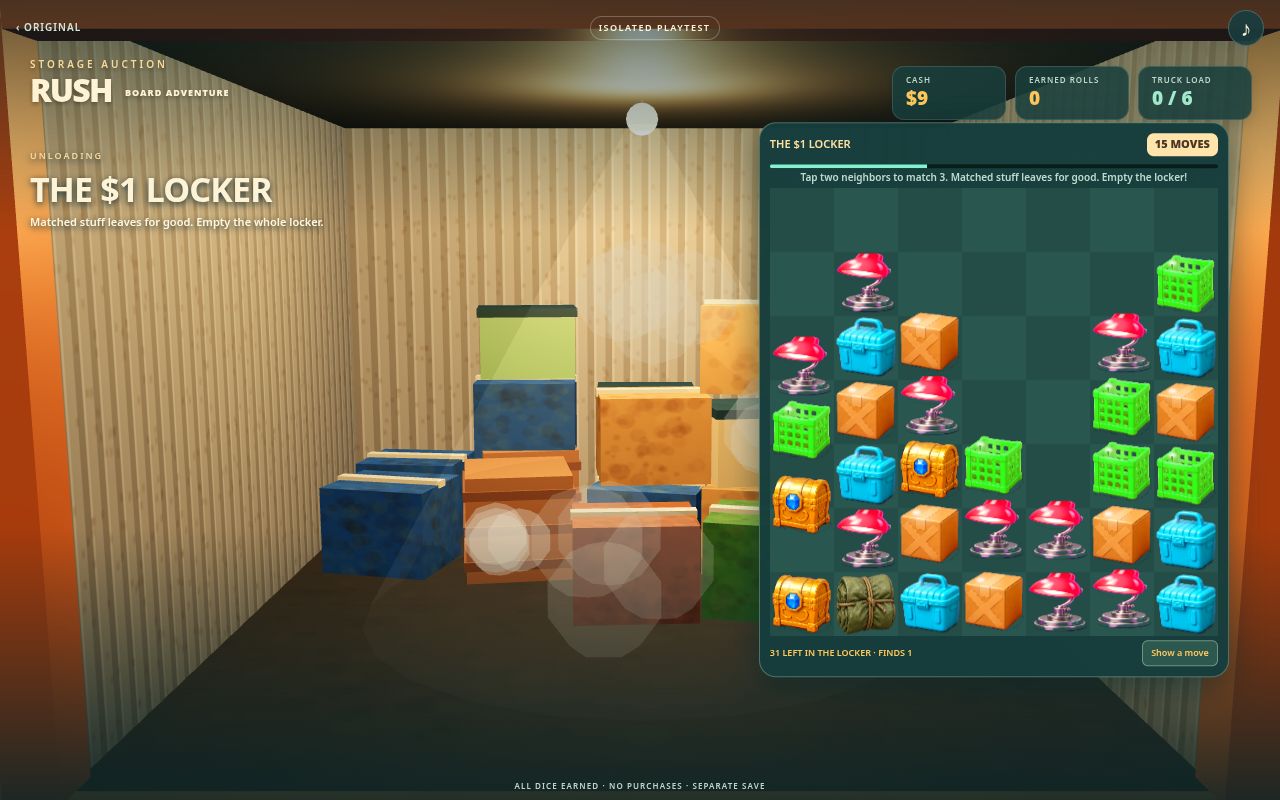 ‹ ORIGINAL
ISOLATED PLAYTEST
♪
STORAGE AUCTION
RUSH BOARD ADVENTURE
CASH
$9
EARNED ROLLS
0
TRUCK LOAD
0 / 6
UNLOADING
THE $1 LOCKER
Matched stuff leaves for good. Empty the whole locker.
THE $1 LOCKER
15 MOVES
Tap two neighbors to match 3. Matched stuff leaves for good. Empty the locker!
31 LEFT IN THE LOCKER · FINDS 1
Show a move
ALL DICE EARNED · NO PURCHASES · SEPARATE SAVE